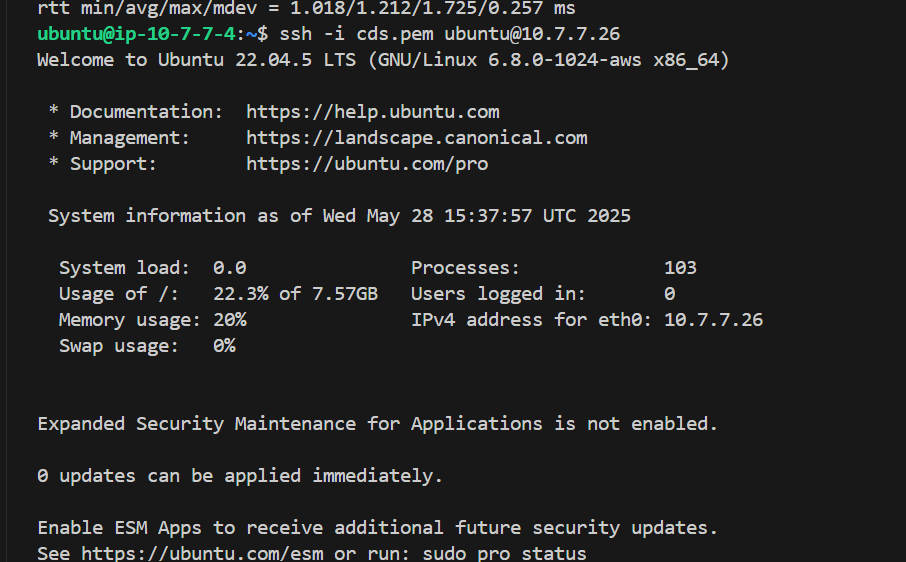 rtt min/avg/max/mdev = 1.018/1.212/1.725/0.257 ms
ubuntu@ip-10-7-7-4:~$ ssh -i cds.pem ubuntu@10.7.7.26
Welcome to Ubuntu 22.04.5 LTS (GNU/Linux 6.8.0-1024-aws x86_64)

 * Documentation:  https://help.ubuntu.com
 * Management:     https://landscape.canonical.com
 * Support:        https://ubuntu.com/pro

 System information as of Wed May 28 15:37:57 UTC 2025

  System load:  0.0               Processes:             103
  Usage of /:   22.3% of 7.57GB   Users logged in:       0
  Memory usage: 20%               IPv4 address for eth0: 10.7.7.26
  Swap usage:   0%

Expanded Security Maintenance for Applications is not enabled.

0 updates can be applied immediately.

Enable ESM Apps to receive additional future security updates.
See https://ubuntu.com/esm or run: sudo pro status